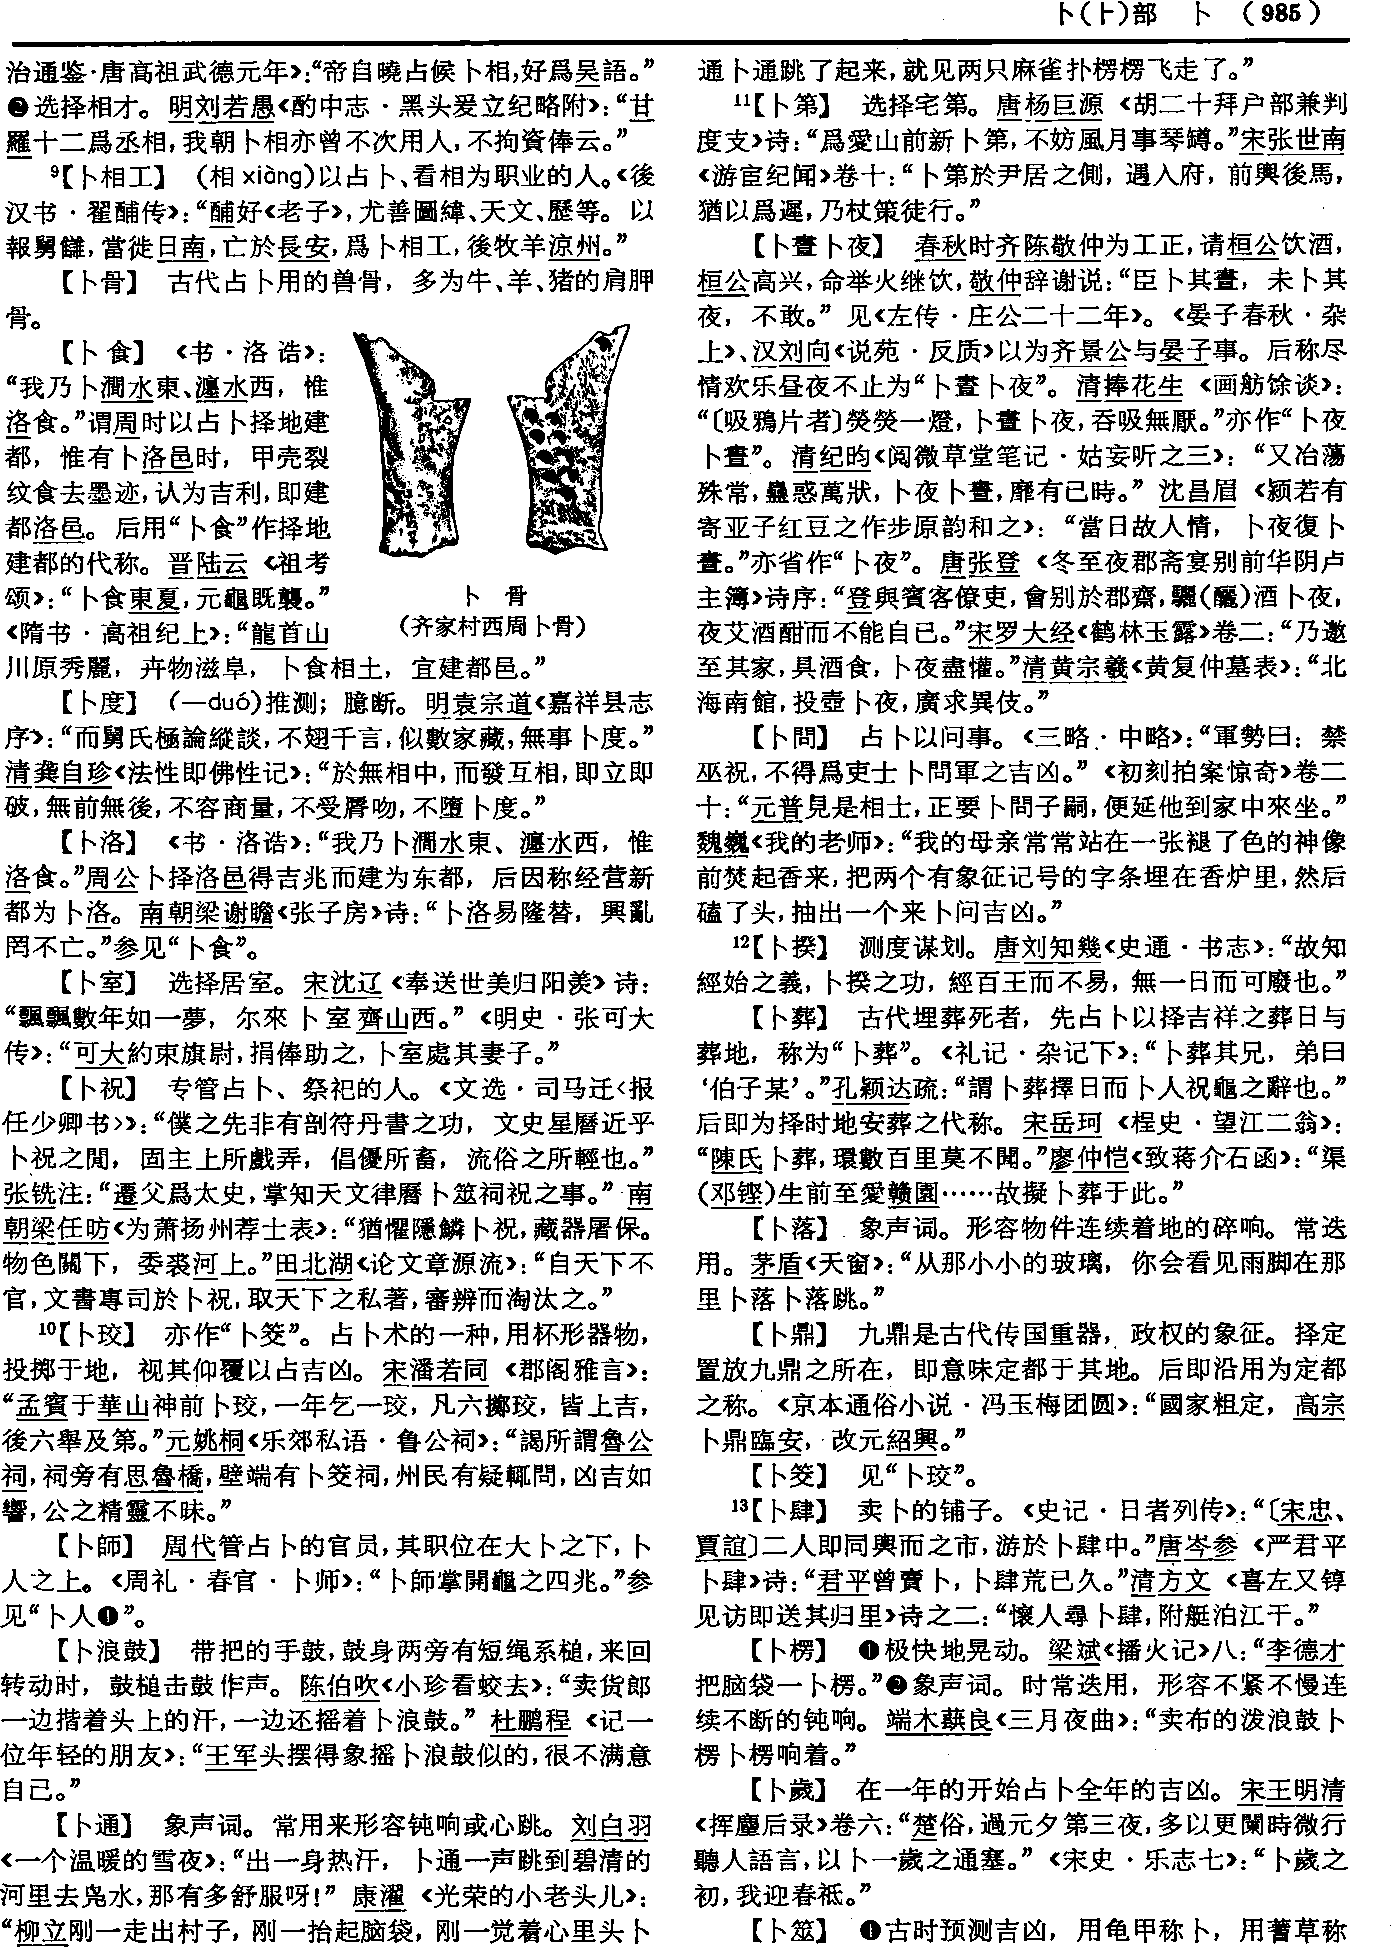 卜(⺊)部　卜　(985)
治通鉴·唐高祖武德元年》:“帝自曉占候卜相,好爲吴語。”
❷选择相才。明刘若愚《酌中志·黑头爰立纪略附》:“甘
羅十二爲丞相,我朝卜相亦曾不次用人,不拘資俸云。”
⁹【卜相工】　(相 xiàng)以占卜、看相为职业的人。《後
汉书·翟酺传》:“酺好《老子》,尤善圖緯、天文、歷等。以
報舅讎,當徙日南,亡於長安,爲卜相工,後牧羊涼州。”
【卜骨】　古代占卜用的兽骨,多为牛、羊、猪的肩胛
骨。
【卜食】　《书·洛诰》:
“我乃卜澗水東、瀍水西,惟
洛食。”谓周时以占卜择地建
都,惟有卜洛邑时,甲壳裂
纹食去墨迹,认为吉利,即建
都洛邑。后用“卜食”作择地
建都的代称。晋陆云《祖考
颂》:“卜食東夏,元龜既襲。”
《隋书·高祖纪上》:“龍首山
川原秀麗,卉物滋阜,卜食相土,宜建都邑。”
卜　骨
(齐家村西周卜骨)
【卜度】　(—duó)推测;臆断。明袁宗道《嘉祥县志
序》:“而舅氏極論縱談,不翅千言,似數家藏,無事卜度。”
清龚自珍《法性即佛性记》:“於無相中,而發互相,即立即
破,無前無後,不容商量,不受脣吻,不墮卜度。”
【卜洛】　《书·洛诰》:“我乃卜澗水東、瀍水西,惟
洛食。”周公卜择洛邑得吉兆而建为东都,后因称经营新
都为卜洛。南朝梁谢瞻《张子房》诗:“卜洛易隆替,興亂
罔不亡。”参见“卜食”。
【卜室】　选择居室。宋沈辽《奉送世美归阳羡》诗:
“飄飄數年如一夢,尔來卜室齊山西。”《明史·张可大
传》:“可大約束旗尉,捐俸助之,卜室處其妻子。”
【卜祝】　专管占卜、祭祀的人。《文选·司马迁〈报
任少卿书〉》:“僕之先非有剖符丹書之功,文史星曆近乎
卜祝之閒,固主上所戲弄,倡優所畜,流俗之所輕也。”
张铣注:“遷父爲太史,掌知天文律曆卜筮祠祝之事。”南
朝梁任昉《为萧扬州荐士表》:“猶懼隱鱗卜祝,藏器屠保。
物色關下,委裘河上。”田北湖《论文章源流》:“自天下不
官,文書專司於卜祝,取天下之私著,審辨而淘汰之。”
¹⁰【卜珓】　亦作“卜筊”。占卜术的一种,用杯形器物,
投掷于地,视其仰覆以占吉凶。宋潘若同《郡阁雅言》:
“孟賓于華山神前卜珓,一年乞一珓,凡六擲珓,皆上吉,
後六舉及第。”元姚桐《乐郊私语·鲁公祠》:“謁所謂魯公
祠,祠旁有思魯橋,壁端有卜筊祠,州民有疑輒問,凶吉如
響,公之精靈不昧。”
【卜師】　周代管占卜的官员,其职位在大卜之下,卜
人之上。《周礼·春官·卜师》:“卜師掌開龜之四兆。”参
见“卜人❶”。
【卜浪鼓】　带把的手鼓,鼓身两旁有短绳系槌,来回
转动时,鼓槌击鼓作声。陈伯吹《小珍看蛟去》:“卖货郎
一边揩着头上的汗,一边还摇着卜浪鼓。”杜鹏程《记一
位年轻的朋友》:“王军头摆得象摇卜浪鼓似的,很不满意
自己。”
【卜通】　象声词。常用来形容钝响或心跳。刘白羽
《一个温暖的雪夜》:“出一身热汗,卜通一声跳到碧清的
河里去凫水,那有多舒服呀!”康濯《光荣的小老头儿》:
“柳立刚一走出村子,刚一抬起脑袋,刚一觉着心里头卜
通卜通跳了起来,就见两只麻雀扑楞楞飞走了。”
¹¹【卜第】　选择宅第。唐杨巨源《胡二十拜户部兼判
度支》诗:“爲愛山前新卜第,不妨風月事琴罇。”宋张世南
《游宦纪闻》卷十:“卜第於尹居之側,遇入府,前輿後馬,
猶以爲遲,乃杖策徒行。”
【卜晝卜夜】　春秋时齐陈敬仲为工正,请桓公饮酒,
桓公高兴,命举火继饮,敬仲辞谢说:“臣卜其晝,未卜其
夜,不敢。”见《左传·庄公二十二年》。《晏子春秋·杂
上》、汉刘向《说苑·反质》以为齐景公与晏子事。后称尽
情欢乐昼夜不止为“卜晝卜夜”。清捧花生《画舫馀谈》:
“〔吸鴉片者〕熒熒一燈,卜晝卜夜,吞吸無厭。”亦作“卜夜
卜晝”。清纪昀《阅微草堂笔记·姑妄听之三》:“又冶蕩
殊常,蠱惑萬狀,卜夜卜晝,靡有已時。”沈昌眉《颍若有
寄亚子红豆之作步原韵和之》:“當日故人情,卜夜復卜
晝。”亦省作“卜夜”。唐张登《冬至夜郡斋宴别前华阴卢
主簿》诗序:“登與賓客僚吏,會别於郡齋,驪(釃)酒卜夜,
夜艾酒酣而不能自已。”宋罗大经《鹤林玉露》卷二:“乃邀
至其家,具酒食,卜夜盡懽。”清黄宗羲《黄复仲墓表》:“北
海南館,投壺卜夜,廣求異伎。”
【卜問】　占卜以问事。《三略·中略》:“軍勢曰:禁
巫祝,不得爲吏士卜問軍之吉凶。”《初刻拍案惊奇》卷二
十:“元普見是相士,正要卜問子嗣,便延他到家中來坐。”
魏巍《我的老师》:“我的母亲常常站在一张褪了色的神像
前焚起香来,把两个有象征记号的字条埋在香炉里,然后
磕了头,抽出一个来卜问吉凶。”
¹²【卜揆】　测度谋划。唐刘知幾《史通·书志》:“故知
經始之義,卜揆之功,經百王而不易,無一日而可廢也。”
【卜葬】　古代埋葬死者,先占卜以择吉祥之葬日与
葬地,称为“卜葬”。《礼记·杂记下》:“卜葬其兄,弟曰
‘伯子某’。”孔颖达疏:“謂卜葬擇日而卜人祝龜之辭也。”
后即为择时地安葬之代称。宋岳珂《桯史·望江二翁》:
“陳氏卜葬,環數百里莫不聞。”廖仲恺《致蒋介石函》:“渠
(邓铿)生前至愛贛園……故擬卜葬于此。”
【卜落】　象声词。形容物件连续着地的碎响。常迭
用。茅盾《天窗》:“从那小小的玻璃,你会看见雨脚在那
里卜落卜落跳。”
【卜鼎】　九鼎是古代传国重器,政权的象征。择定
置放九鼎之所在,即意味定都于其地。后即沿用为定都
之称。《京本通俗小说·冯玉梅团圆》:“國家粗定,高宗
卜鼎臨安,改元紹興。”
【卜筊】　见“卜珓”。
¹³【卜肆】　卖卜的铺子。《史记·日者列传》:“〔宋忠、
賈誼〕二人即同輿而之市,游於卜肆中。”唐岑参《严君平
卜肆》诗:“君平曾賣卜,卜肆荒已久。”清方文《喜左又錞
见访即送其归里》诗之二:“懷人尋卜肆,附艇泊江干。”
【卜楞】　❶极快地晃动。梁斌《播火记》八:“李德才
把脑袋一卜楞。”❷象声词。时常迭用,形容不紧不慢连
续不断的钝响。端木蕻良《三月夜曲》:“卖布的泼浪鼓卜
楞卜楞响着。”
【卜歲】　在一年的开始占卜全年的吉凶。宋王明清
《挥麈后录》卷六:“楚俗,過元夕第三夜,多以更闌時微行
聽人語言,以卜一歲之通塞。”《宋史·乐志七》:“卜歲之
初,我迎春祗。”
【卜筮】　❶古时预测吉凶,用龟甲称卜,用蓍草称